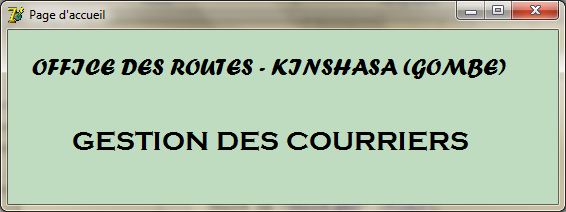 Page d'accueil
OFFICE DES ROUTES - KINSHASA (GOMBE)
GESTION DES COURRIERS